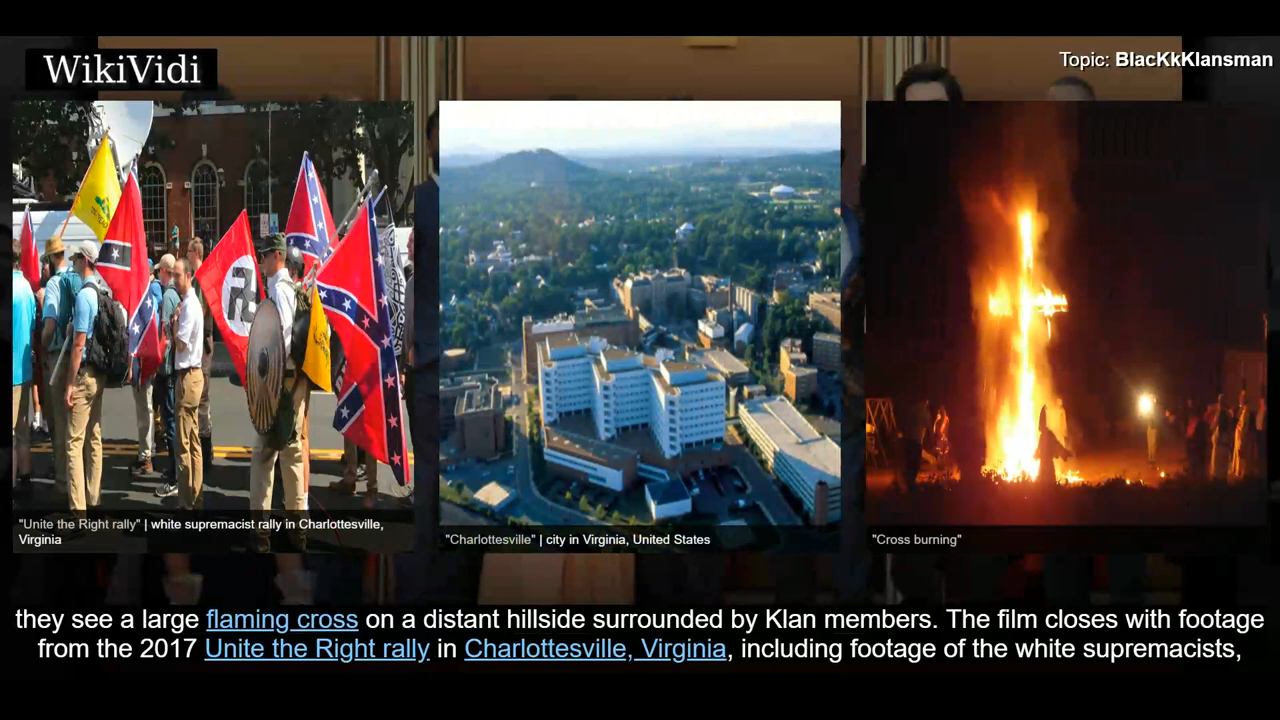 WikiVidi
Topic: BlacKkKlansman
"Unite the Right rally" | white supremacist rally in Charlottesville,
Virginia
"Charlottesville" | city in Virginia, United States
"Cross burning"
they see a large flaming cross on a distant hillside surrounded by Klan members. The film closes with footage
from the 2017 Unite the Right rally in Charlottesville, Virginia, including footage of the white supremacists,